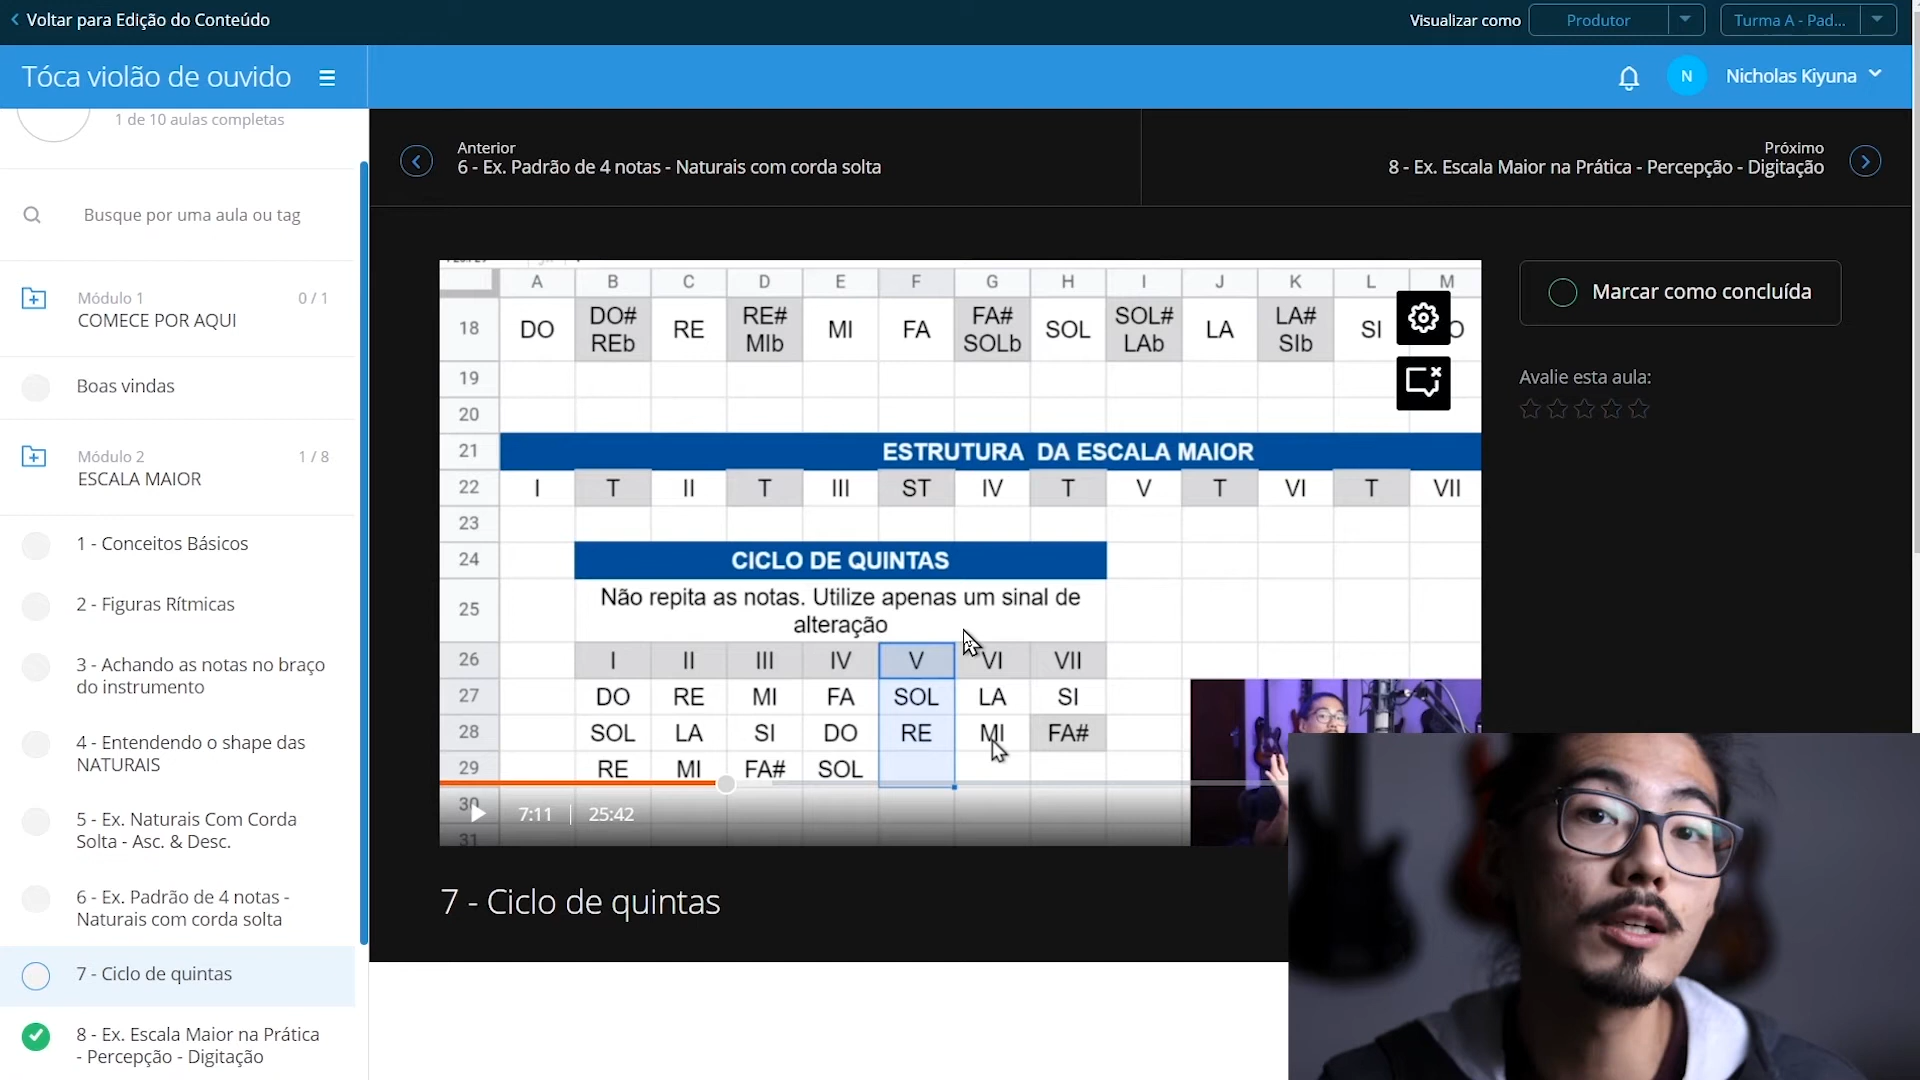 Voltar para Edição do Conteúdo
Visualizar como
Produtor
Turma A - Pad...
Tóca violão de ouvido
N
Nicholas Kiyuna
1 de 10 aulas completas
Busque por uma aula ou tag
Módulo 1
0 / 1
COMECE POR AQUI
Boas vindas
Módulo 2
1 / 8
ESCALA MAIOR
1 - Conceitos Básicos
2 - Figuras Rítmicas
3 - Achando as notas no braço
do instrumento
4 - Entendendo o shape das
NATURAIS
5 - Ex. Naturais Com Corda
Solta - Asc. & Desc.
6 - Ex. Padrão de 4 notas -
Naturais com corda solta
7 - Ciclo de quintas
8 - Ex. Escala Maior na Prática
- Percepção - Digitação
Anterior
6 - Ex. Padrão de 4 notas - Naturais com corda solta
Próximo
8 - Ex. Escala Maior na Prática - Percepção - Digitação
A B C D E F G H I J K L M
18 DO DO# REb RE RE# MIb MI FA FA# SOLb SOL SOL# LAb LA LA# SIb SI
19
20
21 ESTRUTURA DA ESCALA MAIOR
22 I T II T III ST IV T V T VI T VII
23
24 CICLO DE QUINTAS
25 Não repita as notas. Utilize apenas um sinal de
alteração
26 I II III IV V VI VII
27 DO RE MI FA SOL LA SI
28 SOL LA SI DO RE MI FA#
29 RE MI FA# SOL
30
31
7:11
25:42
7 - Ciclo de quintas
Marcar como concluída
Avalie esta aula: